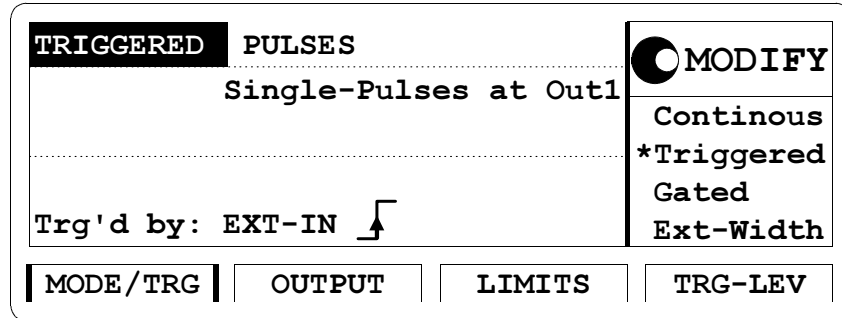 TRIGGERED PULSES
MODIFY
Single-Pulses at Out1
Continous
*Triggered
Gated
Ext-Width
Trg'd by: EXT-IN
MODE/TRG OUTPUT LIMITS TRG-LEV